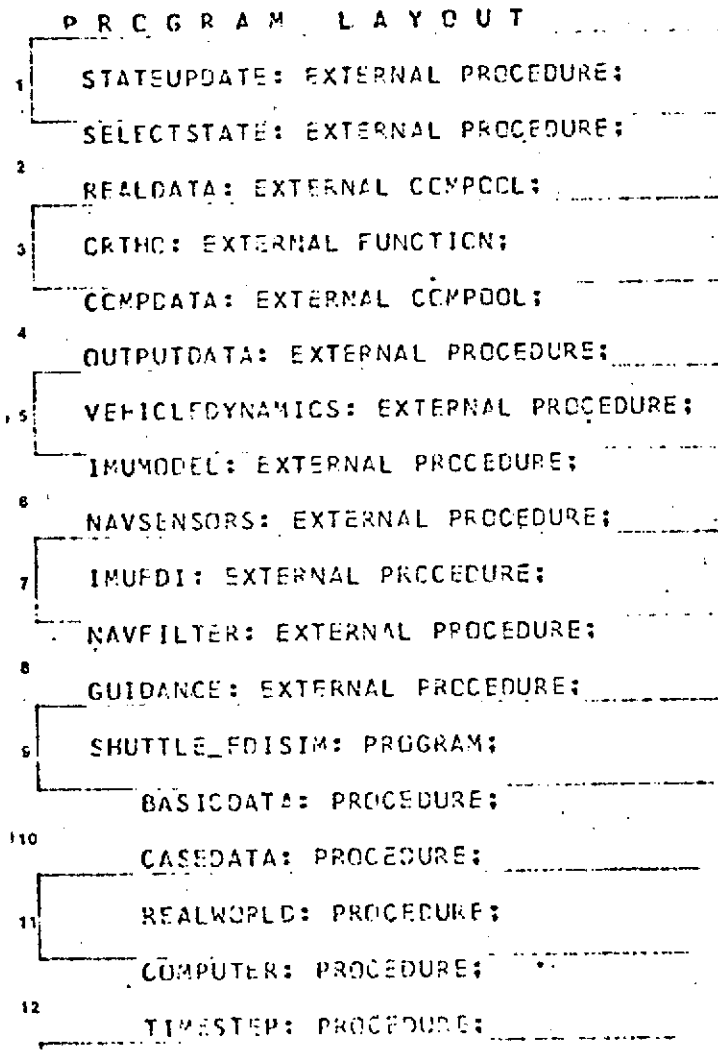 PROGRAM LAYOUT
1
STATEUPDATE: EXTERNAL PROCEDURE;
SELECTSTATE: EXTERNAL PROCEDURE;
2
REALDATA: EXTERNAL COMPOOL;
3
ORTHO: EXTERNAL FUNCTION;
COMPDATA: EXTERNAL COMPOOL;
4
OUTPUTDATA: EXTERNAL PROCEDURE;
5
VEHICLEDYNAMICS: EXTERNAL PROCEDURE;
IMUMODEL: EXTERNAL PROCEDURE;
6
NAVSENSORS: EXTERNAL PROCEDURE;
7
IMUFDI: EXTERNAL PROCEDURE;
NAVFILTER: EXTERNAL PROCEDURE;
8
GUIDANCE: EXTERNAL PROCEDURE;
9
SHUTTLE_FDISIM: PROGRAM;
BASICDATA: PROCEDURE;
10
CASEDATA: PROCEDURE;
11
REALWORLD: PROCEDURE;
COMPUTER: PROCEDURE;
12
TIMESTEP: PROCEDURE;